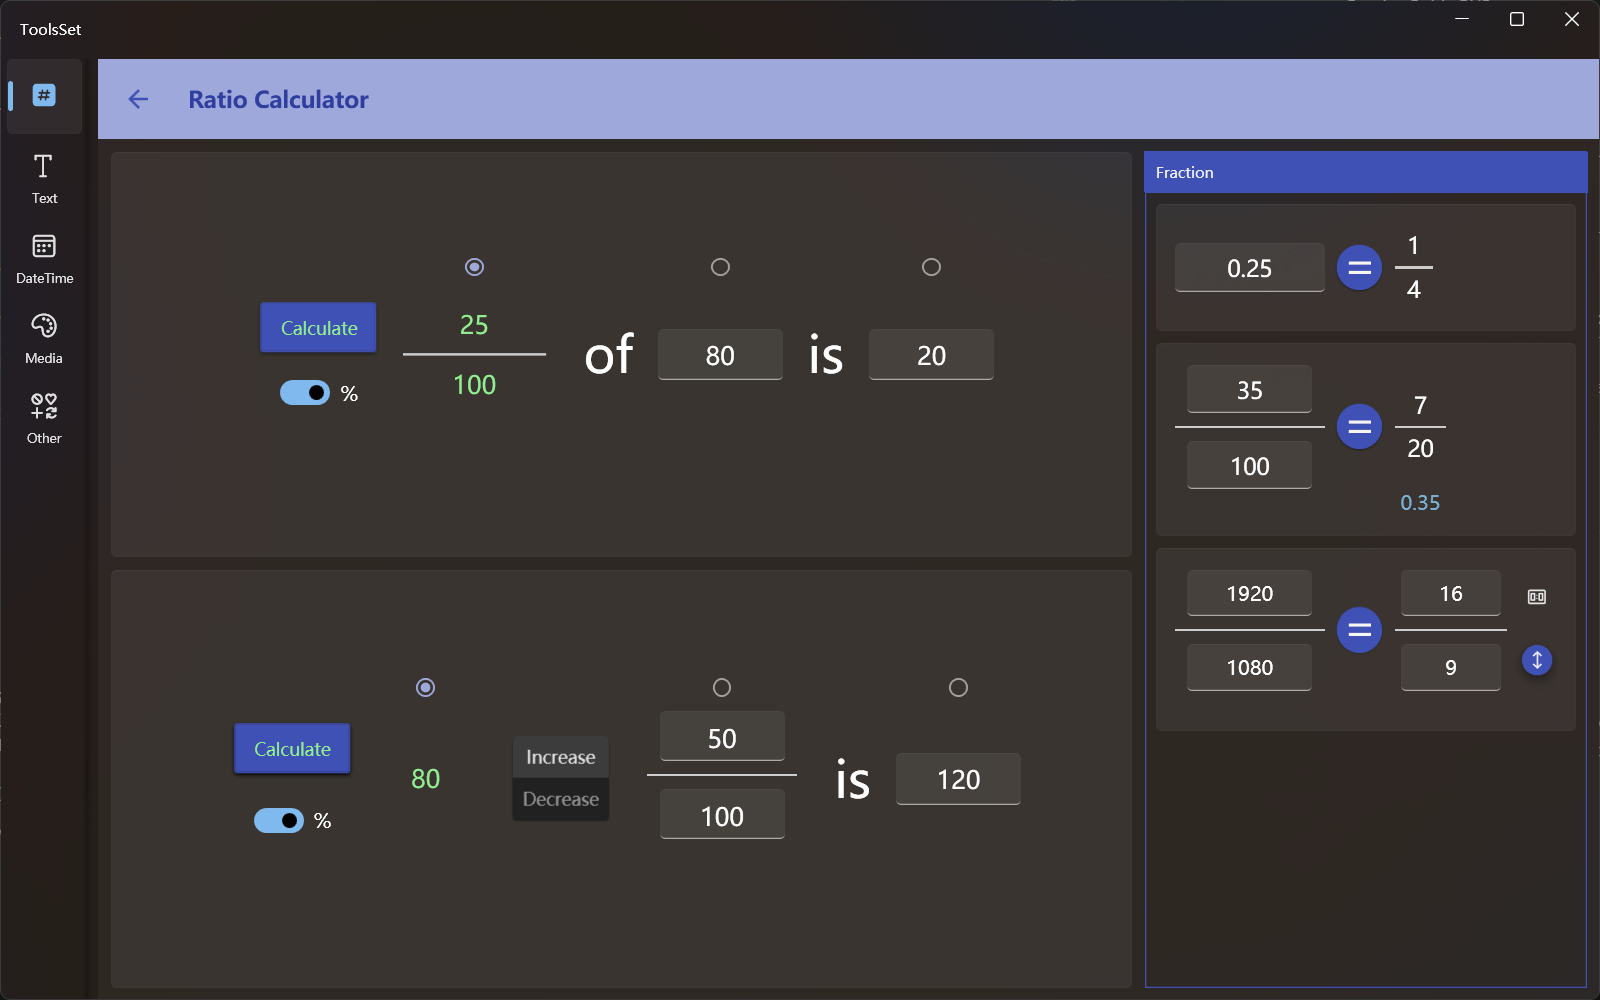 ToolsSet
#
Text
DateTime
Media
Other
Ratio Calculator
Calculate
%
25
100
of
80
is
20
Calculate
%
80
Increase
Decrease
50
100
is
120
Fraction
0.25
=
1
4
35
100
=
7
20
0.35
1920
1080
=
16
9